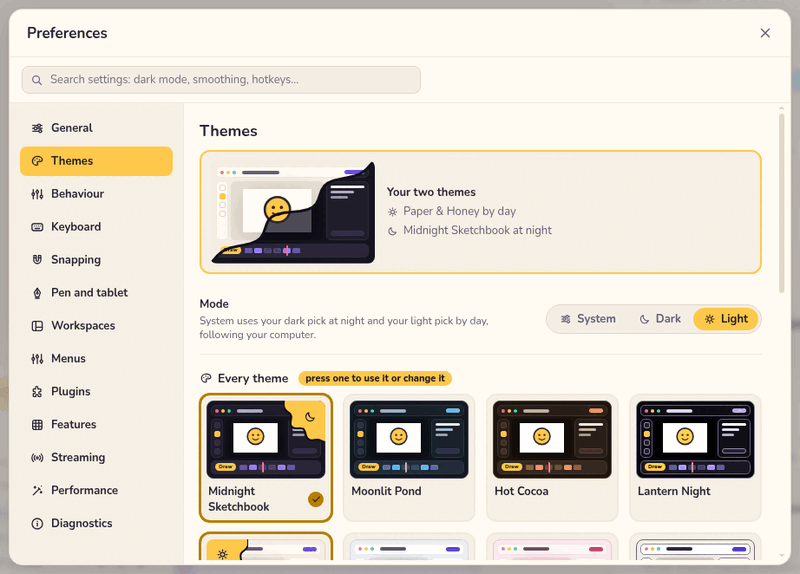 Preferences
Search settings: dark mode, smoothing, hotkeys...
General
Themes
Behaviour
Keyboard
Snapping
Pen and tablet
Workspaces
Menus
Plugins
Features
Streaming
Performance
Diagnostics
Themes
Your two themes
Paper & Honey by day
Midnight Sketchbook at night
Mode
System uses your dark pick at night and your light pick by day,
following your computer.
System
Dark
Light
Every theme
press one to use it or change it
Draw
Draw
Draw
Draw
Midnight
Sketchbook
Moonlit Pond
Hot Cocoa
Lantern Night